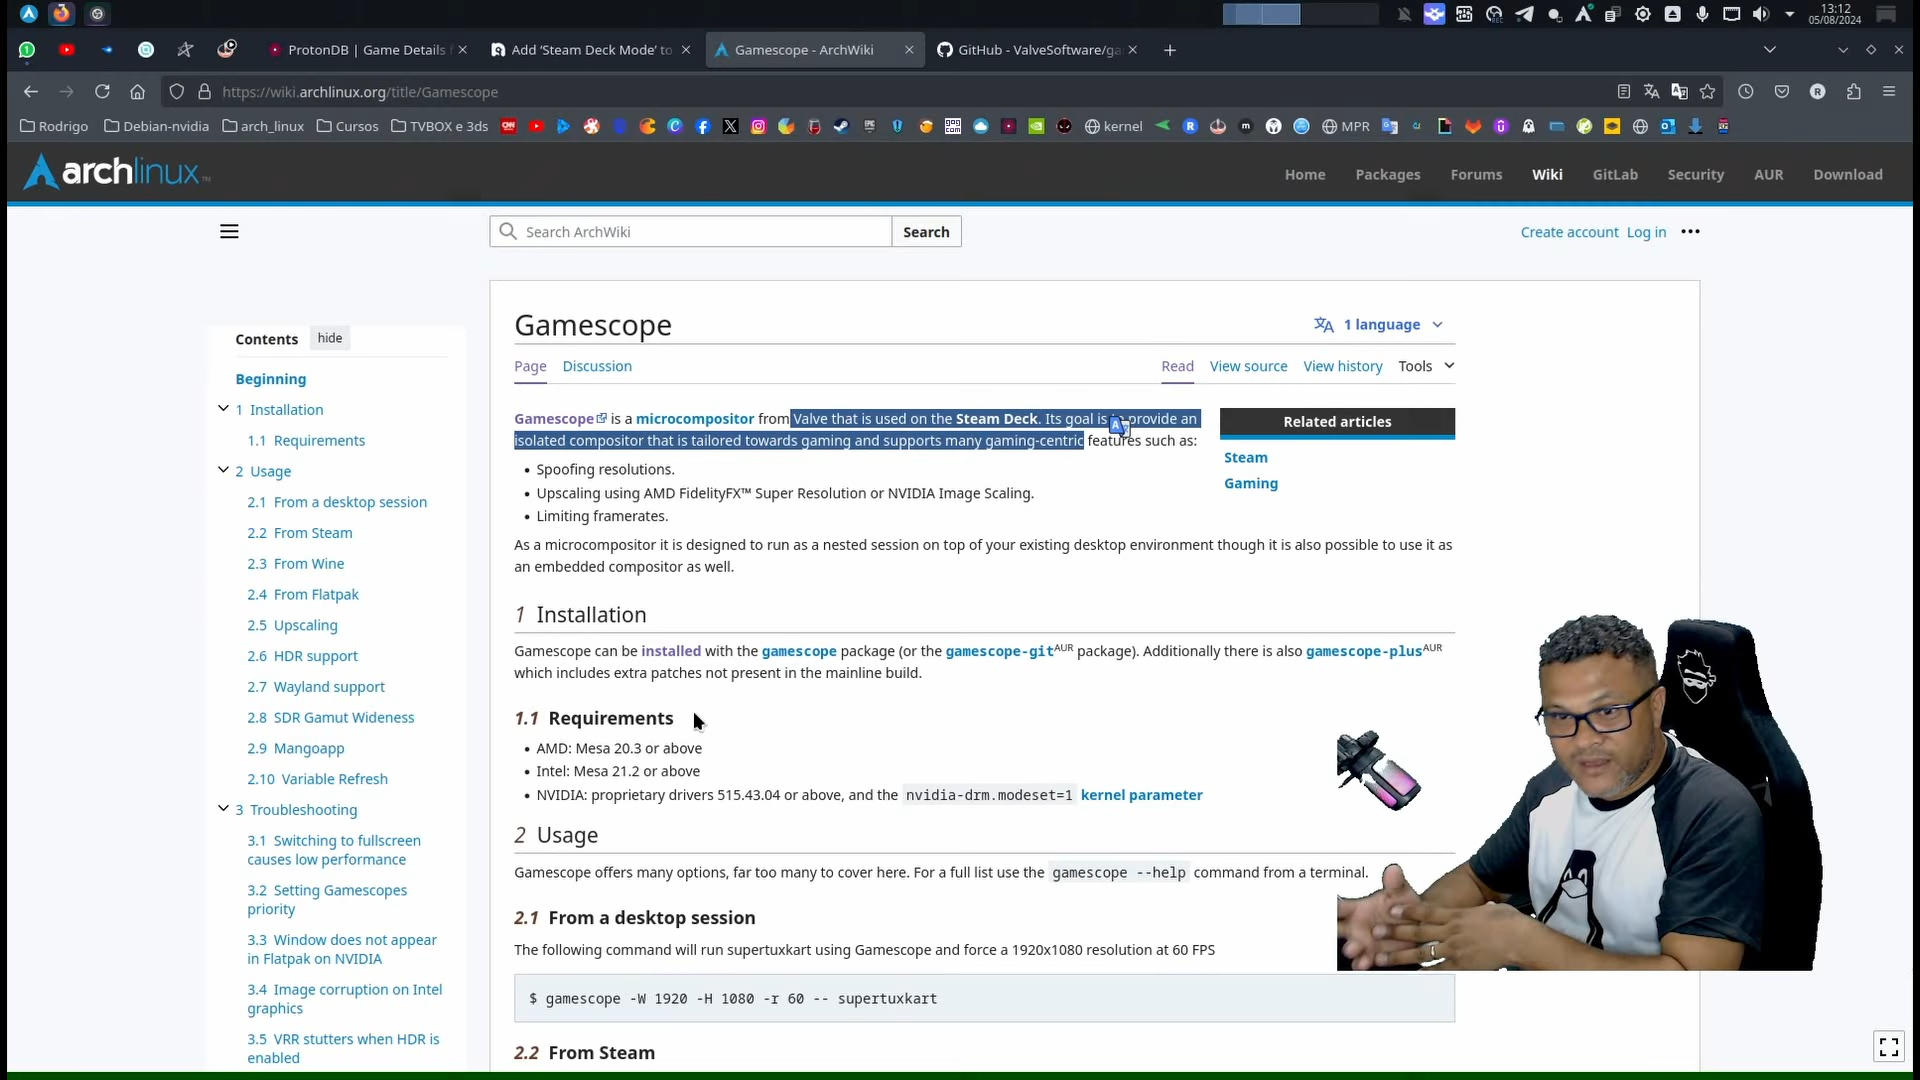 13:12
05/08/2024
ProtonDB | Game Details f
Add ‘Steam Deck Mode’ to
Gamescope - ArchWiki
GitHub - ValveSoftware/ga
https://wiki.archlinux.org/title/Gamescope
Rodrigo
Debian-nvidia
arch_linux
Cursos
TVBOX e 3ds
kernel
MPR
archlinux
Home
Packages
Forums
Wiki
GitLab
Security
AUR
Download
Search ArchWiki
Search
Create account
Log in
Contents
hide
Beginning
1 Installation
1.1 Requirements
2 Usage
2.1 From a desktop session
2.2 From Steam
2.3 From Wine
2.4 From Flatpak
2.5 Upscaling
2.6 HDR support
2.7 Wayland support
2.8 SDR Gamut Wideness
2.9 Mangoapp
2.10 Variable Refresh
3 Troubleshooting
3.1 Switching to fullscreen
causes low performance
3.2 Setting Gamescopes
priority
3.3 Window does not appear
in Flatpak on NVIDIA
3.4 Image corruption on Intel
graphics
3.5 VRR stutters when HDR is
enabled
Gamescope
1 language
Page
Discussion
Read
View source
View history
Tools
Gamescope is a microcompositor from Valve that is used on the Steam Deck. Its goal is to provide an
isolated compositor that is tailored towards gaming and supports many gaming-centric features such as:
• Spoofing resolutions.
• Upscaling using AMD FidelityFX™ Super Resolution or NVIDIA Image Scaling.
• Limiting framerates.
Related articles
Steam
Gaming
As a microcompositor it is designed to run as a nested session on top of your existing desktop environment though it is also possible to use it as
an embedded compositor as well.
1 Installation
Gamescope can be installed with the gamescope package (or the gamescope-gitAUR package). Additionally there is also gamescope-plusAUR
which includes extra patches not present in the mainline build.
1.1 Requirements
• AMD: Mesa 20.3 or above
• Intel: Mesa 21.2 or above
• NVIDIA: proprietary drivers 515.43.04 or above, and the nvidia-drm.modeset=1 kernel parameter
2 Usage
Gamescope offers many options, far too many to cover here. For a full list use the gamescope --help command from a terminal.
2.1 From a desktop session
The following command will run supertuxkart using Gamescope and force a 1920x1080 resolution at 60 FPS
$ gamescope -W 1920 -H 1080 -r 60 -- supertuxkart
2.2 From Steam